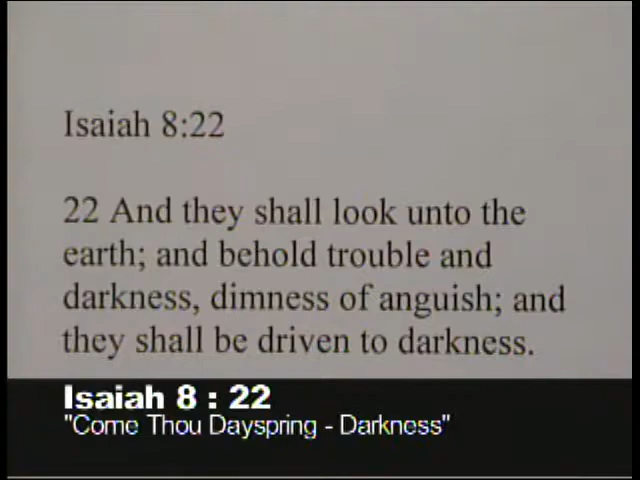 Isaiah 8:22
22 And they shall look unto the
earth; and behold trouble and
darkness, dimness of anguish; and
they shall be driven to darkness.
Isaiah 8 : 22
"Come Thou Dayspring - Darkness"